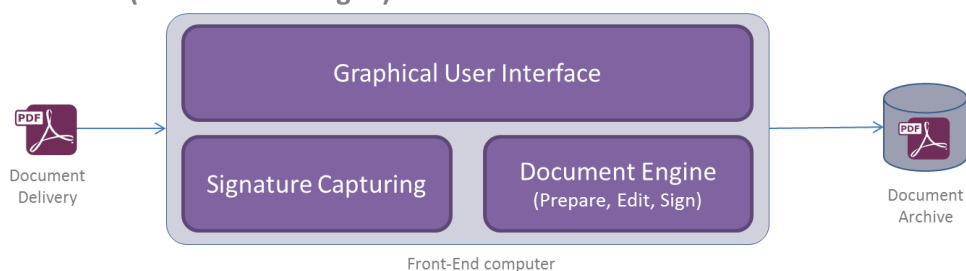 Graphical User Interface
PDF
PDF
Signature Capturing
Document Engine
(Prepare, Edit, Sign)
Document
Delivery
Document
Archive
Front-End computer